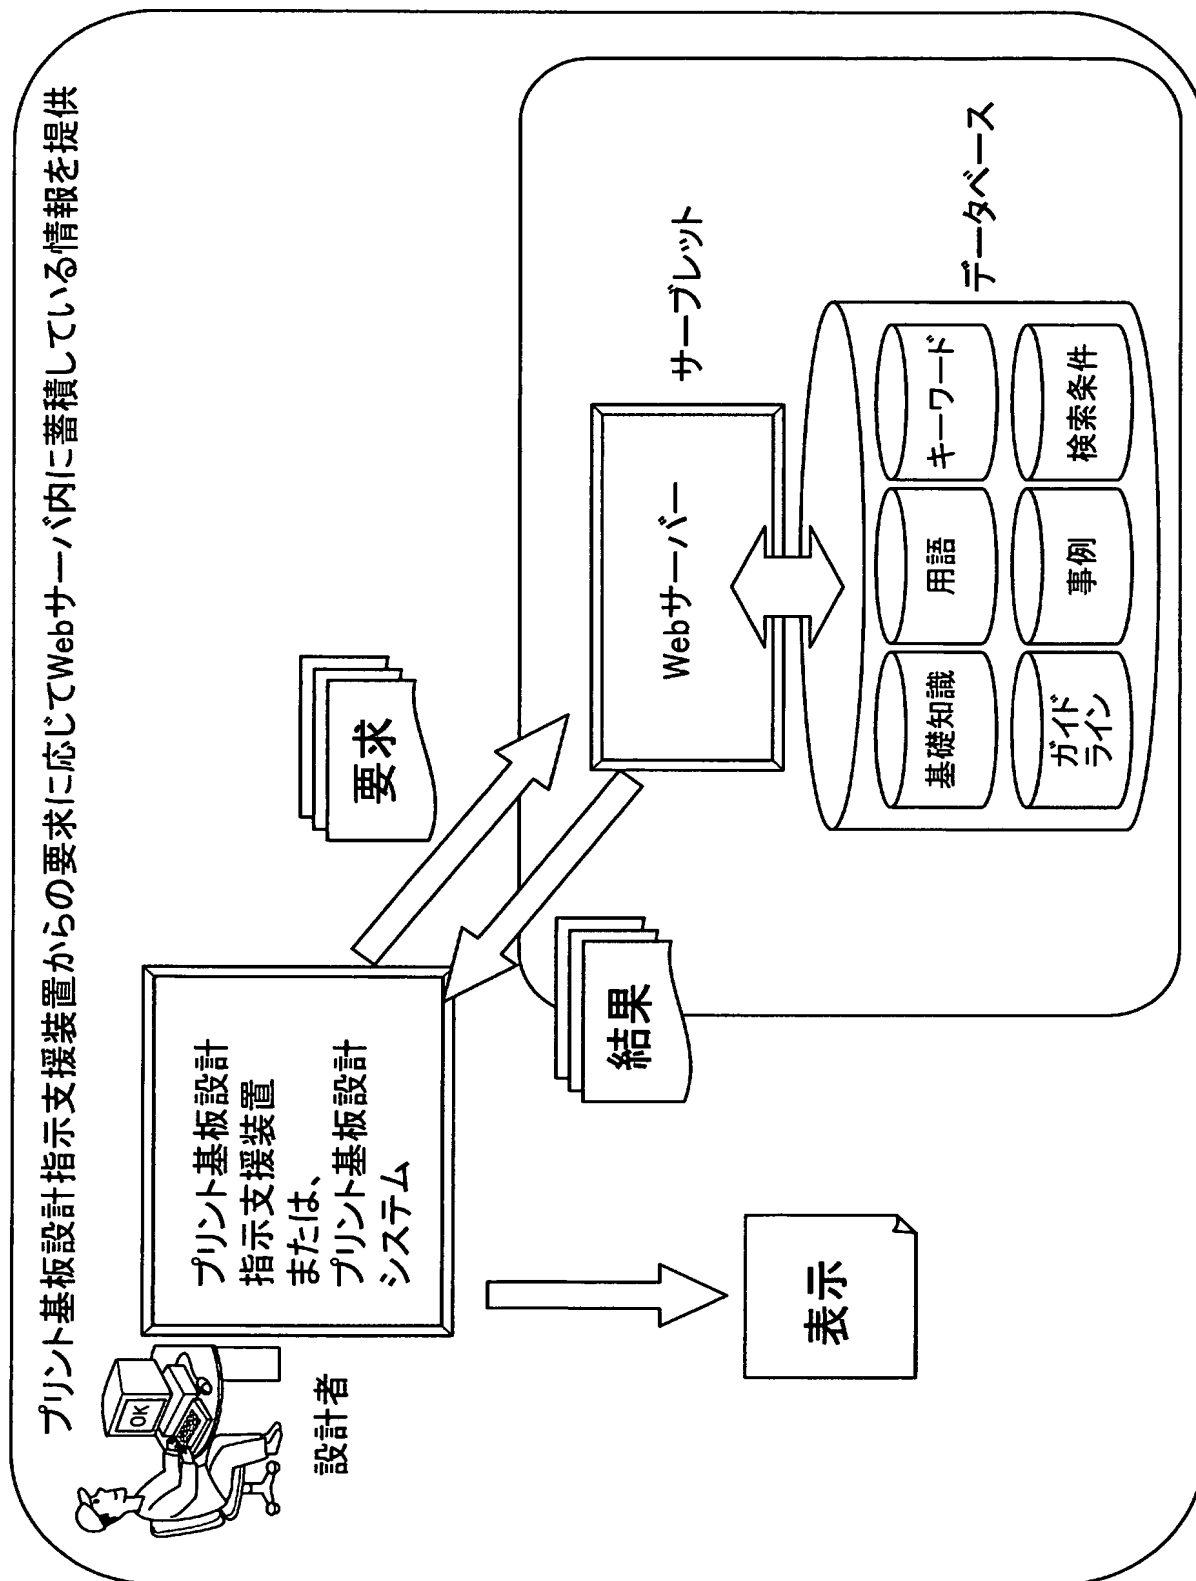 プリント基板設計指示支援装置からの要求に応じてWebサーバ内に蓄積している情報を提供
OK
設計者
プリント基板設計
指示支援装置
または、
プリント基板設計
システム
要求
結果
表示
Webサーバー
サーブレット
データベース
基礎知識
用語
キーワード
ガイド
ライン
事例
検索条件